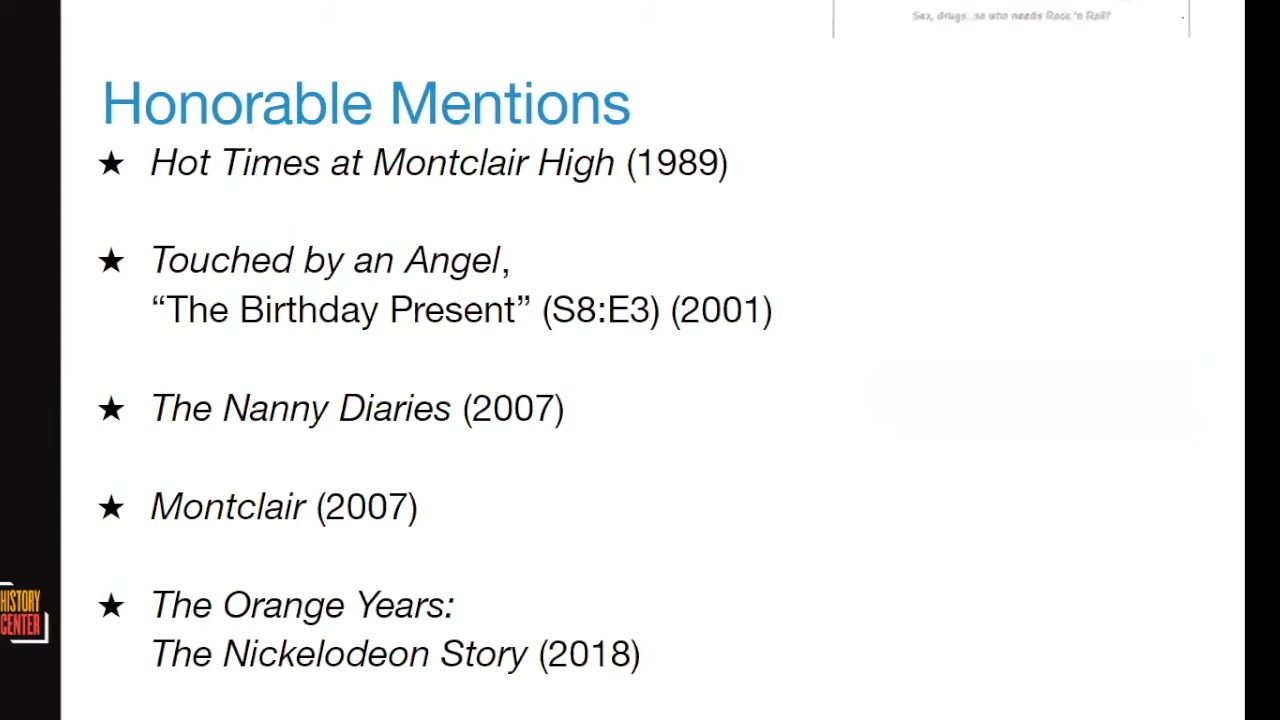 Sex, drugs...so who needs Rock 'n Roll?
Honorable Mentions
★ Hot Times at Montclair High (1989)
★ Touched by an Angel,
“The Birthday Present” (S8:E3) (2001)
★ The Nanny Diaries (2007)
★ Montclair (2007)
★ The Orange Years:
The Nickelodeon Story (2018)
HISTORY
CENTER